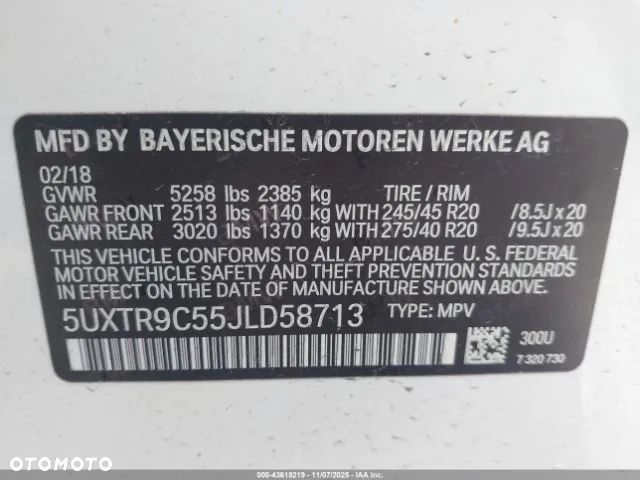 MFD BY BAYERISCHE MOTOREN WERKE AG
02/18
GVWR 5258 lbs 2385 kg TIRE / RIM
GAWR FRONT 2513 lbs 1140 kg WITH 245/45 R20 /8.5J x 20
GAWR REAR 3020 lbs 1370 kg WITH 275/40 R20 /9.5J x 20
THIS VEHICLE CONFORMS TO ALL APPLICABLE U. S. FEDERAL
MOTOR VEHICLE SAFETY AND THEFT PREVENTION STANDARDS
IN EFFECT ON THE DATE OF MANUFACTURE SHOWN ABOVE.
5UXTR9C55JLD58713 TYPE: MPV
300U
7 320 730
OTOMOTO
000-43618219 - 11/07/2025 - IAA Inc.